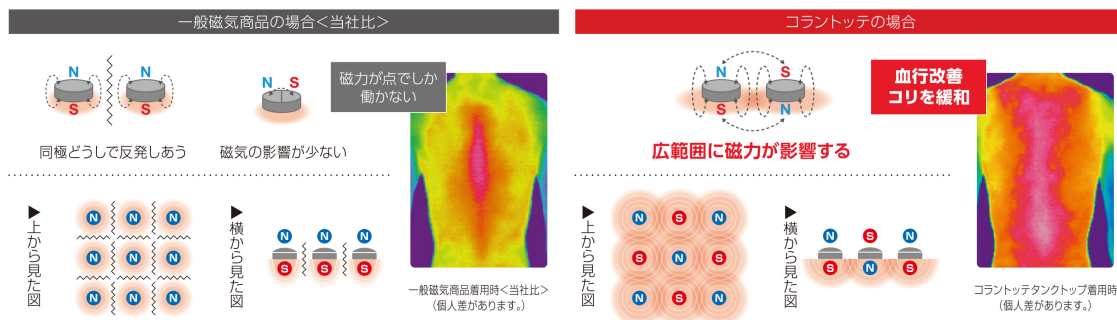 一般磁気商品の場合<当社比>
N
N
S
S
同極どうしで反発しあう
N
S
磁気の影響が少ない
磁力が点でしか
働かない
▶上から見た図
N N N
N N N
N N N
▶横から見た図
N N N
S S S
一般磁気商品着用時<当社比>
(個人差があります。)
コラントッテの場合
N
S
S
N
広範囲に磁力が影響する
血行改善
コリを緩和
▶上から見た図
N S N
S N S
N S N
▶横から見た図
N S N
S N S
コラントッテタンクトップ着用時
(個人差があります。)